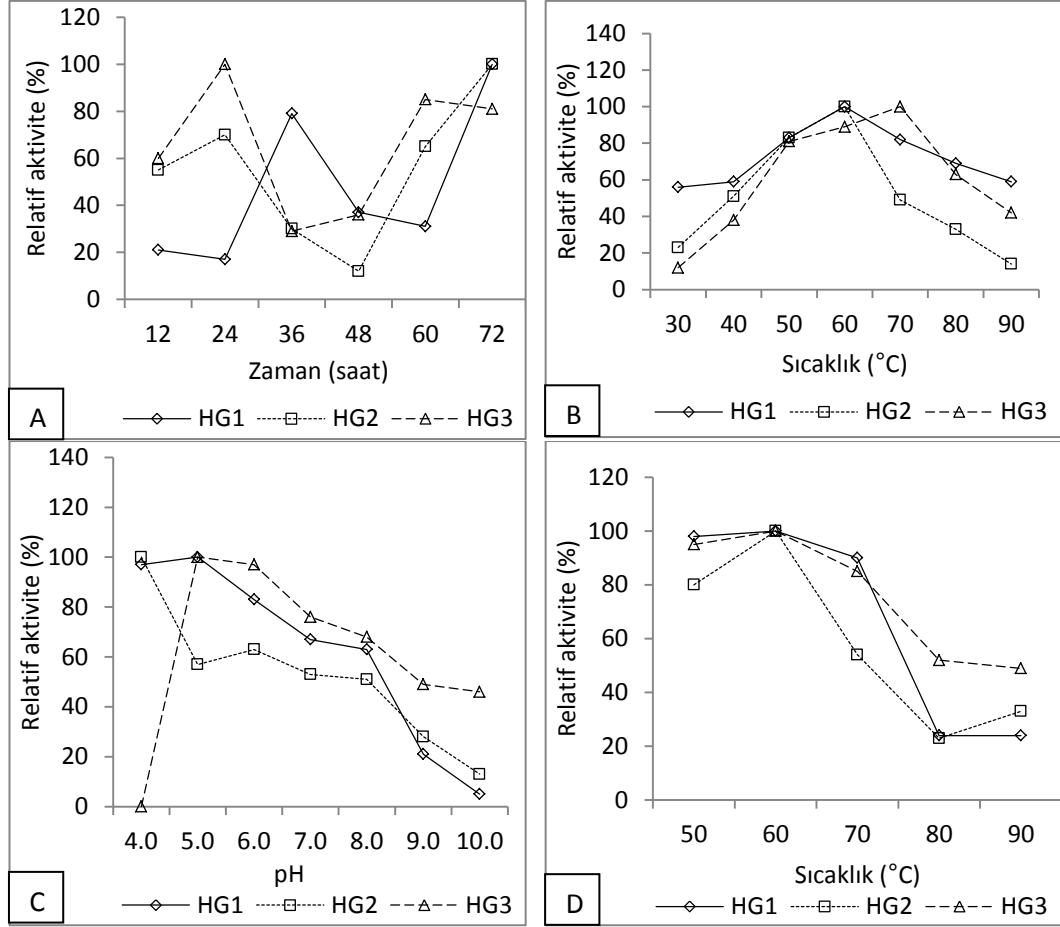 Relatif aktivite (%)
120
100
80
60
40
20
0
12 24 36 48 60 72
Zaman (saat)
A
HG1 HG2 HG3
Relatif aktivite (%)
140
120
100
80
60
40
20
0
30 40 50 60 70 80 90
Sıcaklık (°C)
B
HG1 HG2 HG3
Relatif aktivite (%)
140
120
100
80
60
40
20
0
4.0 5.0 6.0 7.0 8.0 9.0 10.0
pH
C
HG1 HG2 HG3
Relatif aktivite (%)
120
100
80
60
40
20
0
50 60 70 80 90
Sıcaklık (°C)
D
HG1 HG2 HG3